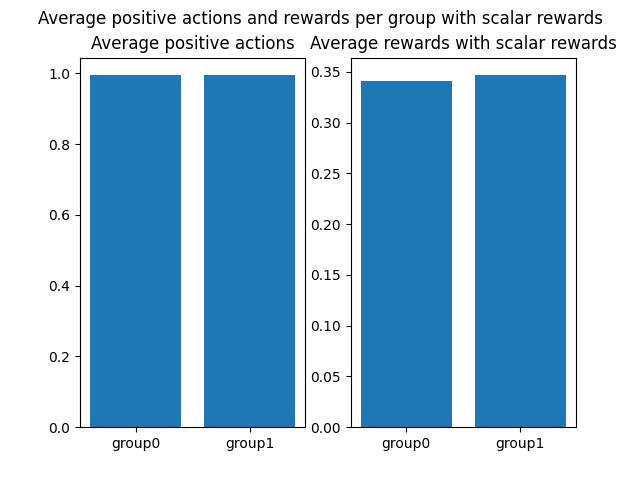 Average positive actions and rewards per group with scalar rewards
Average positive actions
1.0
0.8
0.6
0.4
0.2
0.0
group0 group1
Average rewards with scalar rewards
0.35
0.30
0.25
0.20
0.15
0.10
0.05
0.00
group0 group1